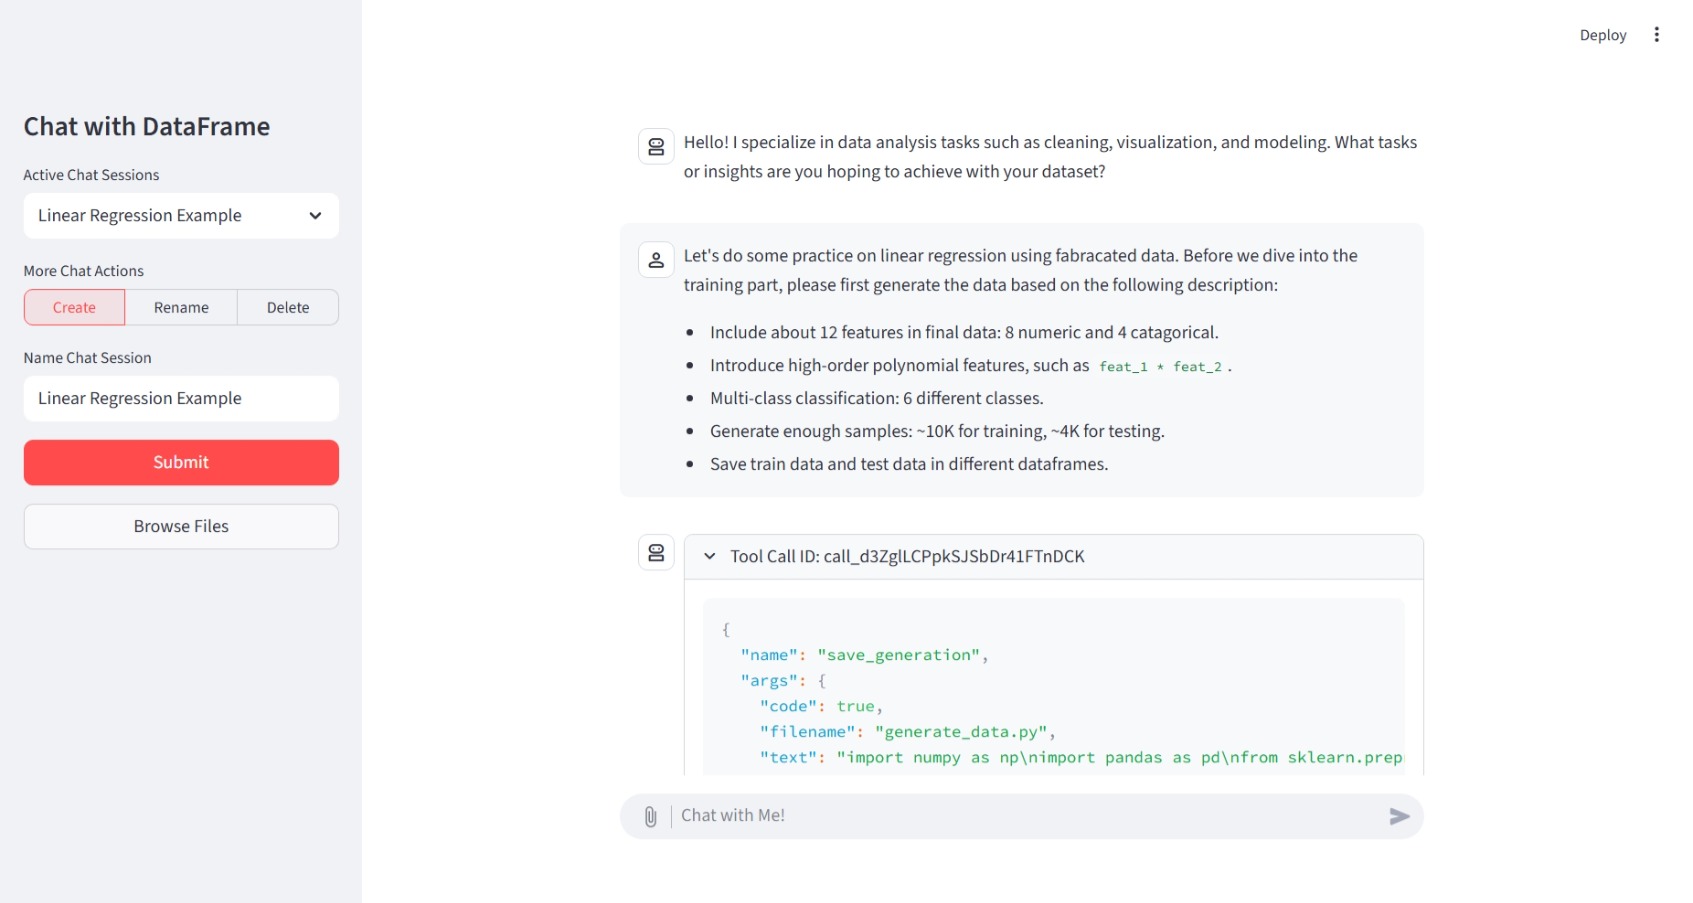 Deploy
Chat with DataFrame
Active Chat Sessions
Linear Regression Example
More Chat Actions
Create Rename Delete
Name Chat Session
Linear Regression Example
Submit
Browse Files
Hello! I specialize in data analysis tasks such as cleaning, visualization, and modeling. What tasks
or insights are you hoping to achieve with your dataset?
Let's do some practice on linear regression using fabracated data. Before we dive into the
training part, please first generate the data based on the following description:
• Include about 12 features in final data: 8 numeric and 4 catagorical.
• Introduce high-order polynomial features, such as feat_1 * feat_2 .
• Multi-class classification: 6 different classes.
• Generate enough samples: ~10K for training, ~4K for testing.
• Save train data and test data in different dataframes.
Tool Call ID: call_d3ZglLCPpkSJSbDr41FTnDCK
{
"name": "save_generation",
"args": {
"code": true,
"filename": "generate_data.py",
"text": "import numpy as np\nimport pandas as pd\nfrom sklearn.prep
Chat with Me!